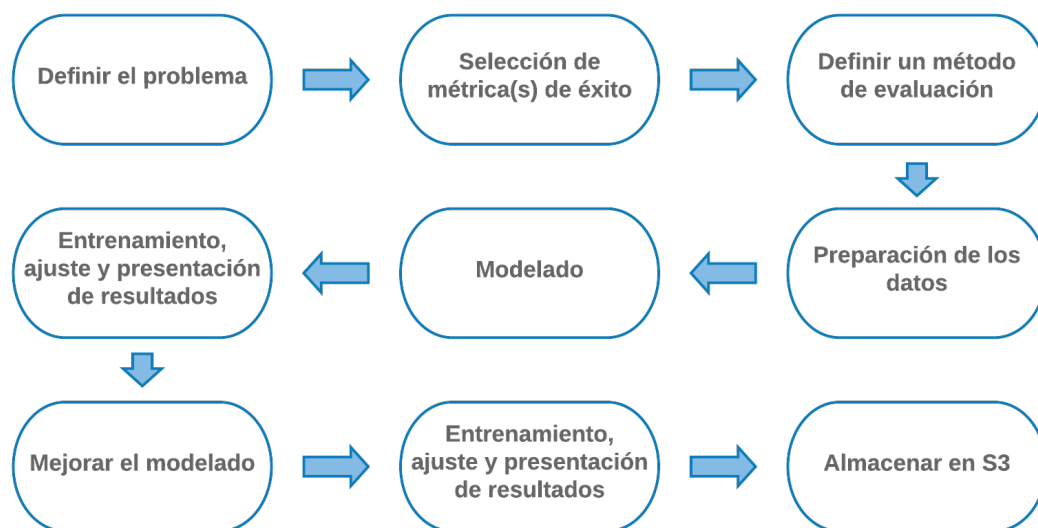 Definir el problema
Selección de
métrica(s) de éxito
Definir un método
de evaluación
Preparación de los
datos
Modelado
Entrenamiento,
ajuste y presentación
de resultados
Mejorar el modelado
Entrenamiento,
ajuste y presentación
de resultados
Almacenar en S3